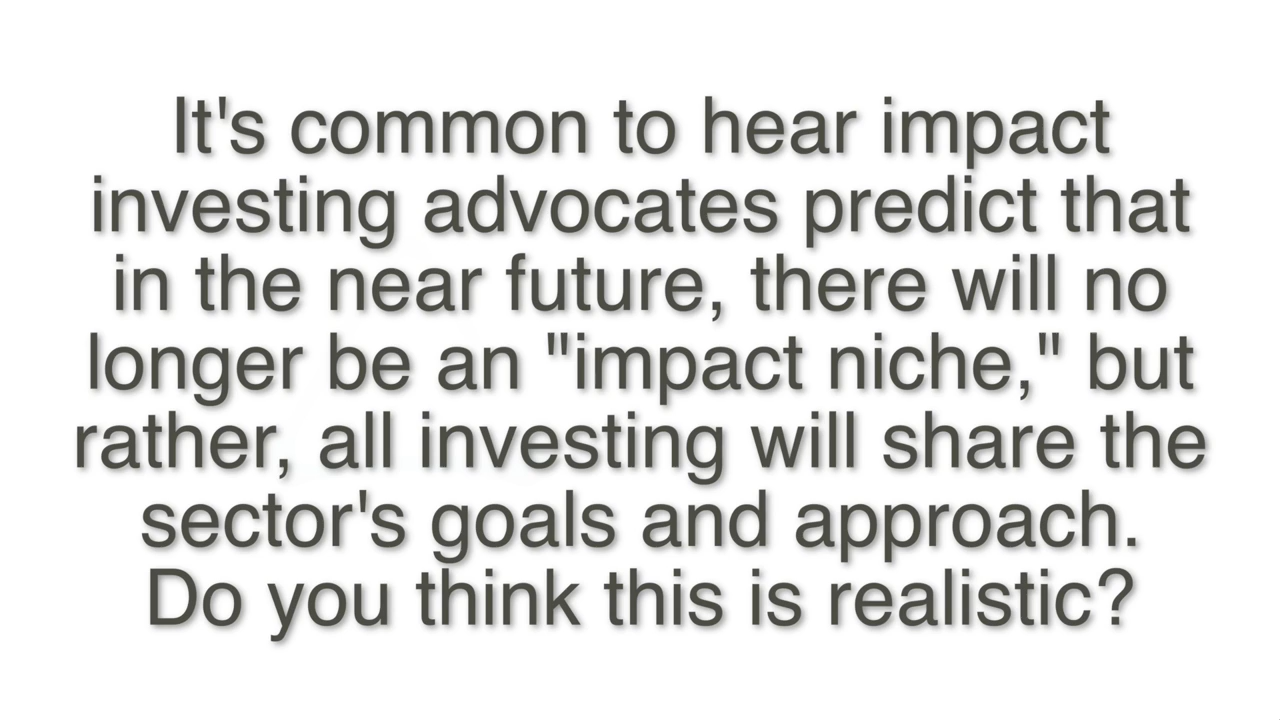 It's common to hear impact
investing advocates predict that
in the near future, there will no
longer be an "impact niche," but
rather, all investing will share the
sector's goals and approach.
Do you think this is realistic?